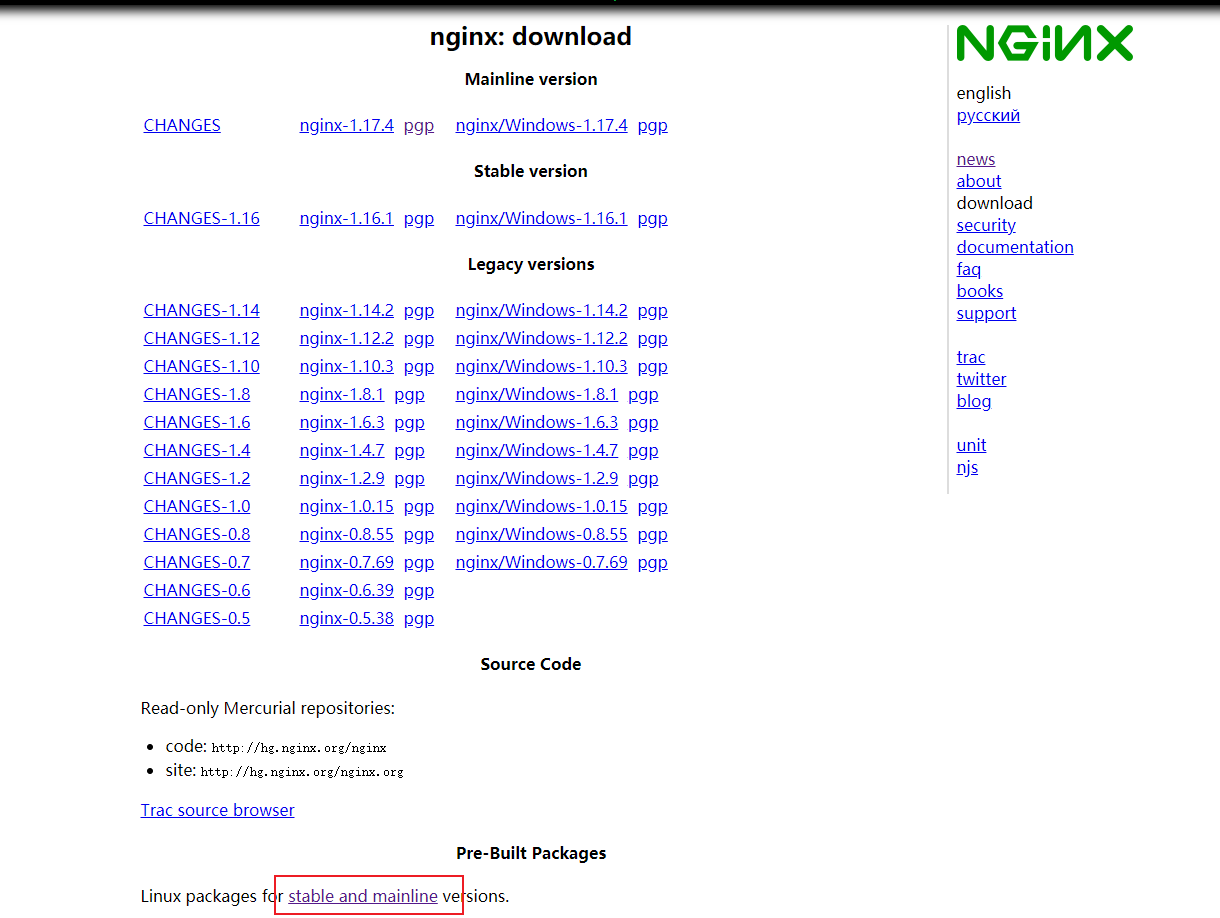 nginx: download
Mainline version
CHANGES nginx-1.17.4 pgp nginx/Windows-1.17.4 pgp
Stable version
CHANGES-1.16 nginx-1.16.1 pgp nginx/Windows-1.16.1 pgp
Legacy versions
CHANGES-1.14 nginx-1.14.2 pgp nginx/Windows-1.14.2 pgp
CHANGES-1.12 nginx-1.12.2 pgp nginx/Windows-1.12.2 pgp
CHANGES-1.10 nginx-1.10.3 pgp nginx/Windows-1.10.3 pgp
CHANGES-1.8 nginx-1.8.1 pgp nginx/Windows-1.8.1 pgp
CHANGES-1.6 nginx-1.6.3 pgp nginx/Windows-1.6.3 pgp
CHANGES-1.4 nginx-1.4.7 pgp nginx/Windows-1.4.7 pgp
CHANGES-1.2 nginx-1.2.9 pgp nginx/Windows-1.2.9 pgp
CHANGES-1.0 nginx-1.0.15 pgp nginx/Windows-1.0.15 pgp
CHANGES-0.8 nginx-0.8.55 pgp nginx/Windows-0.8.55 pgp
CHANGES-0.7 nginx-0.7.69 pgp nginx/Windows-0.7.69 pgp
CHANGES-0.6 nginx-0.6.39 pgp
CHANGES-0.5 nginx-0.5.38 pgp
Source Code
Read-only Mercurial repositories:
• code: http://hg.nginx.org/nginx
• site: http://hg.nginx.org/nginx.org
Trac source browser
Pre-Built Packages
Linux packages for stable and mainline versions.
NGINX
english
русский
news
about
download
security
documentation
faq
books
support
trac
twitter
blog
unit
njs